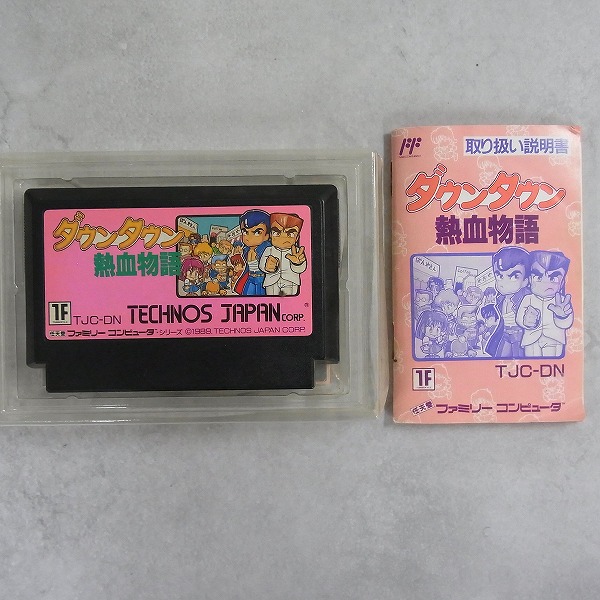 ダウンタウン
熱血物語
1F
TJC-DN TECHNOS JAPAN CORP.
任天堂 ファミリー コンピュータ シリーズ ©1989 TECHNOS JAPAN CORP.
取り扱い説明書
ダウンタウン
熱血物語
TJC-DN
1F
任天堂 ファミリー コンピュータ